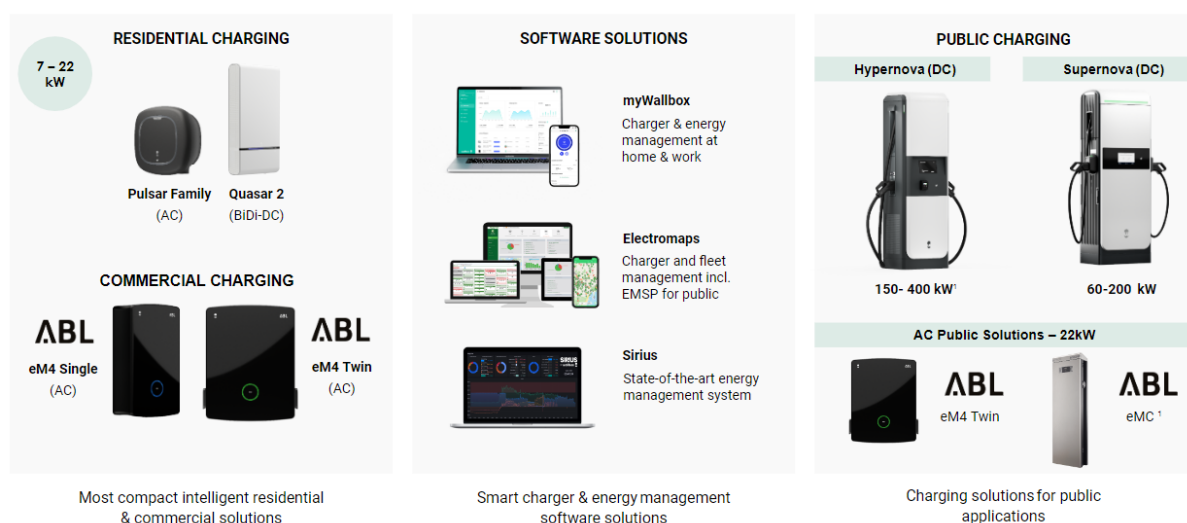 RESIDENTIAL CHARGING
7 – 22
kW
Pulsar Family
(AC)
Quasar 2
(BiDi-DC)
COMMERCIAL CHARGING
ABL
eM4 Single
(AC)
ABL
ABL
ABL
eM4 Twin
(AC)
Most compact intelligent residential
& commercial solutions
SOFTWARE SOLUTIONS
myWallbox
Charger & energy
management at
home & work
Electromaps
Charger and fleet
management incl.
EMSP for public
SIRIUS
Sirius
State-of-the-art energy
management system
Smart charger & energy management
software solutions
PUBLIC CHARGING
Hypernova (DC)
150- 400 kW¹
Supernova (DC)
60-200 kW
AC Public Solutions – 22kW
ABL
ABL
eM4 Twin
ABL
eMC ¹
Charging solutions for public
applications